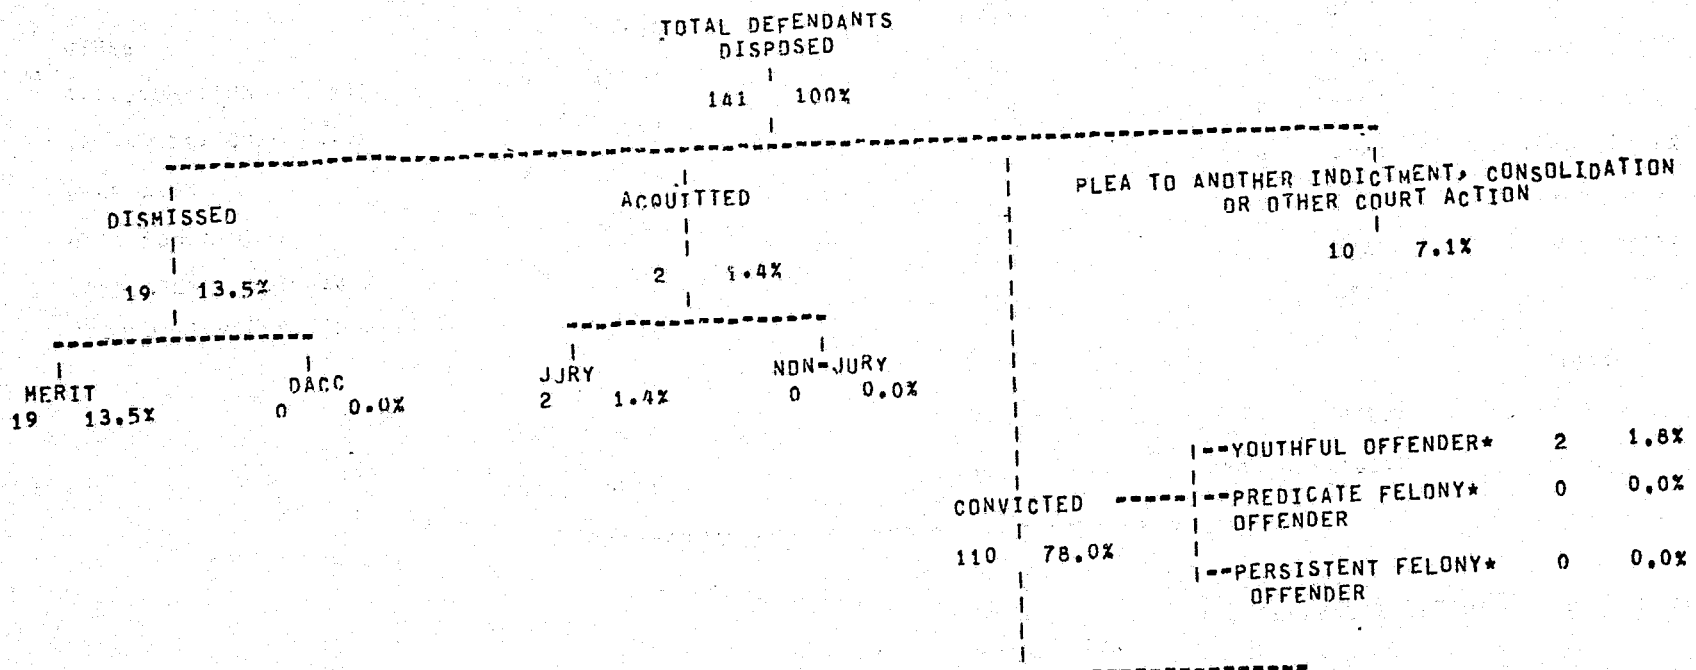 TOTAL DEFENDANTS
DISPOSED
141 100%
DISMISSED
19 13.5%
MERIT
19 13.5%
DACC
0 0.0%
ACQUITTED
2 1.4%
JURY
2 1.4%
NON-JURY
0 0.0%
PLEA TO ANOTHER INDICTMENT, CONSOLIDATION
OR OTHER COURT ACTION
10 7.1%
CONVICTED
110 78.0%
YOUTHFUL OFFENDER* 2 1.8%
PREDICATE FELONY* 0 0.0%
OFFENDER
PERSISTENT FELONY* 0 0.0%
OFFENDER